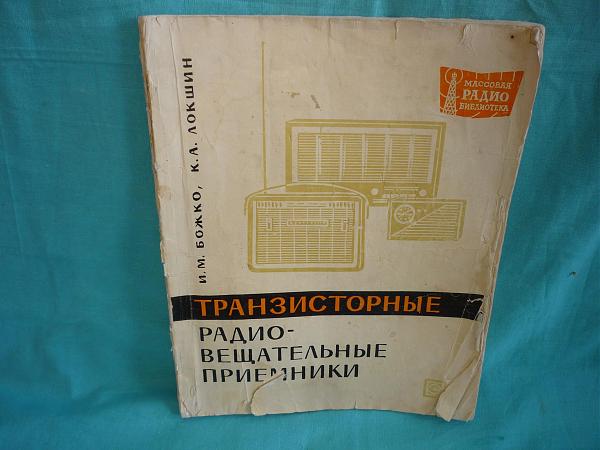 И.М. БОЖКО, К.А. ЛОКШИН
МАССОВАЯ
РАДИО
БИБЛИОТЕКА
ТРАНЗИСТОРНЫЕ
РАДИО-
ВЕЩАТЕЛЬНЫЕ
ПРИЕМНИКИ